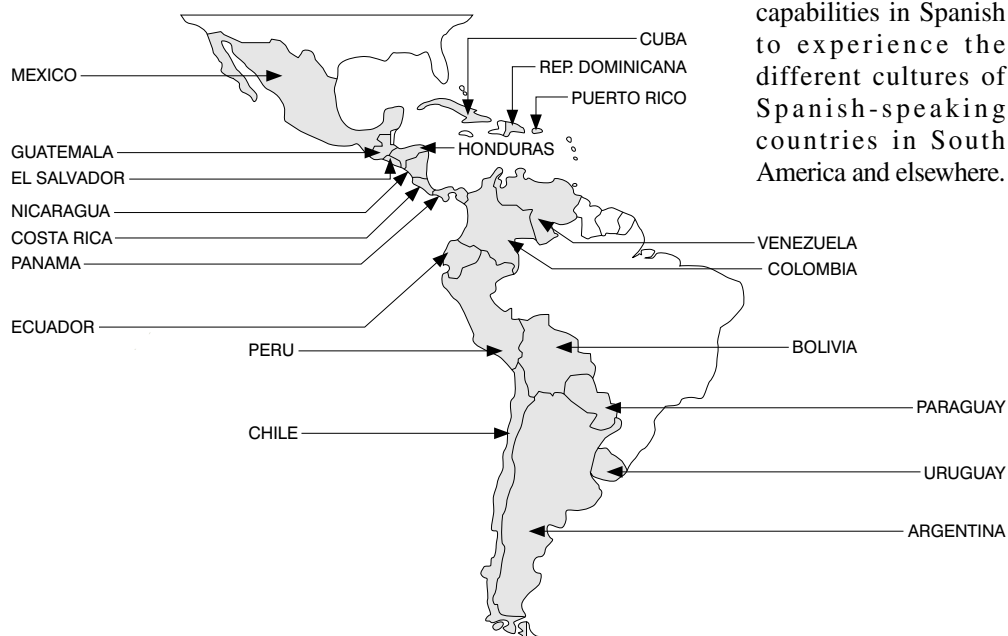 capabilities in Spanish
to experience the
different cultures of
Spanish-speaking
countries in South
America and elsewhere.
CUBA
MEXICO
REP. DOMINICANA
PUERTO RICO
GUATEMALA
HONDURAS
EL SALVADOR
NICARAGUA
COSTA RICA
VENEZUELA
PANAMA
COLOMBIA
ECUADOR
PERU
BOLIVIA
PARAGUAY
CHILE
URUGUAY
ARGENTINA